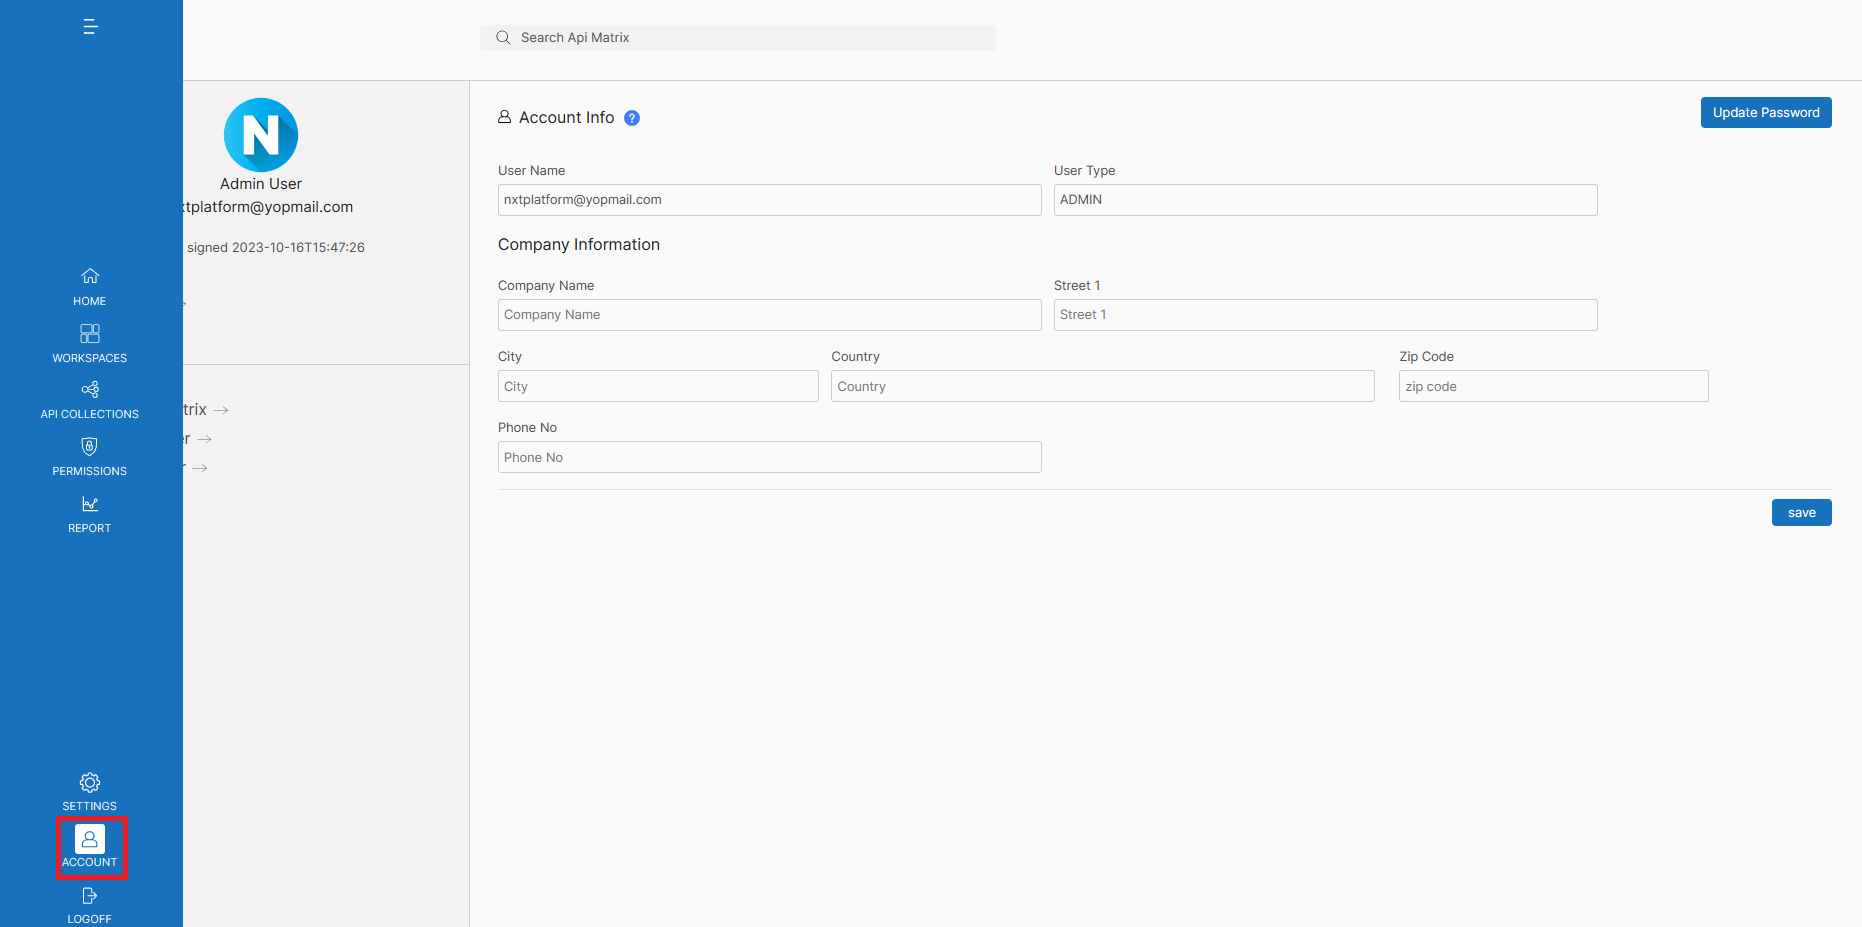 Search Api Matrix
HOME
WORKSPACES
API COLLECTIONS
PERMISSIONS
REPORT
SETTINGS
ACCOUNT
LOGOFF
N
Admin User
xtplatform@yopmail.com
signed 2023-10-16T15:47:26
trix →
r →
→
Account Info ?
Update Password
User Name
User Type
nxtplatform@yopmail.com
ADMIN
Company Information
Company Name
Street 1
Company Name
Street 1
City
Country
Zip Code
City
Country
zip code
Phone No
Phone No
save